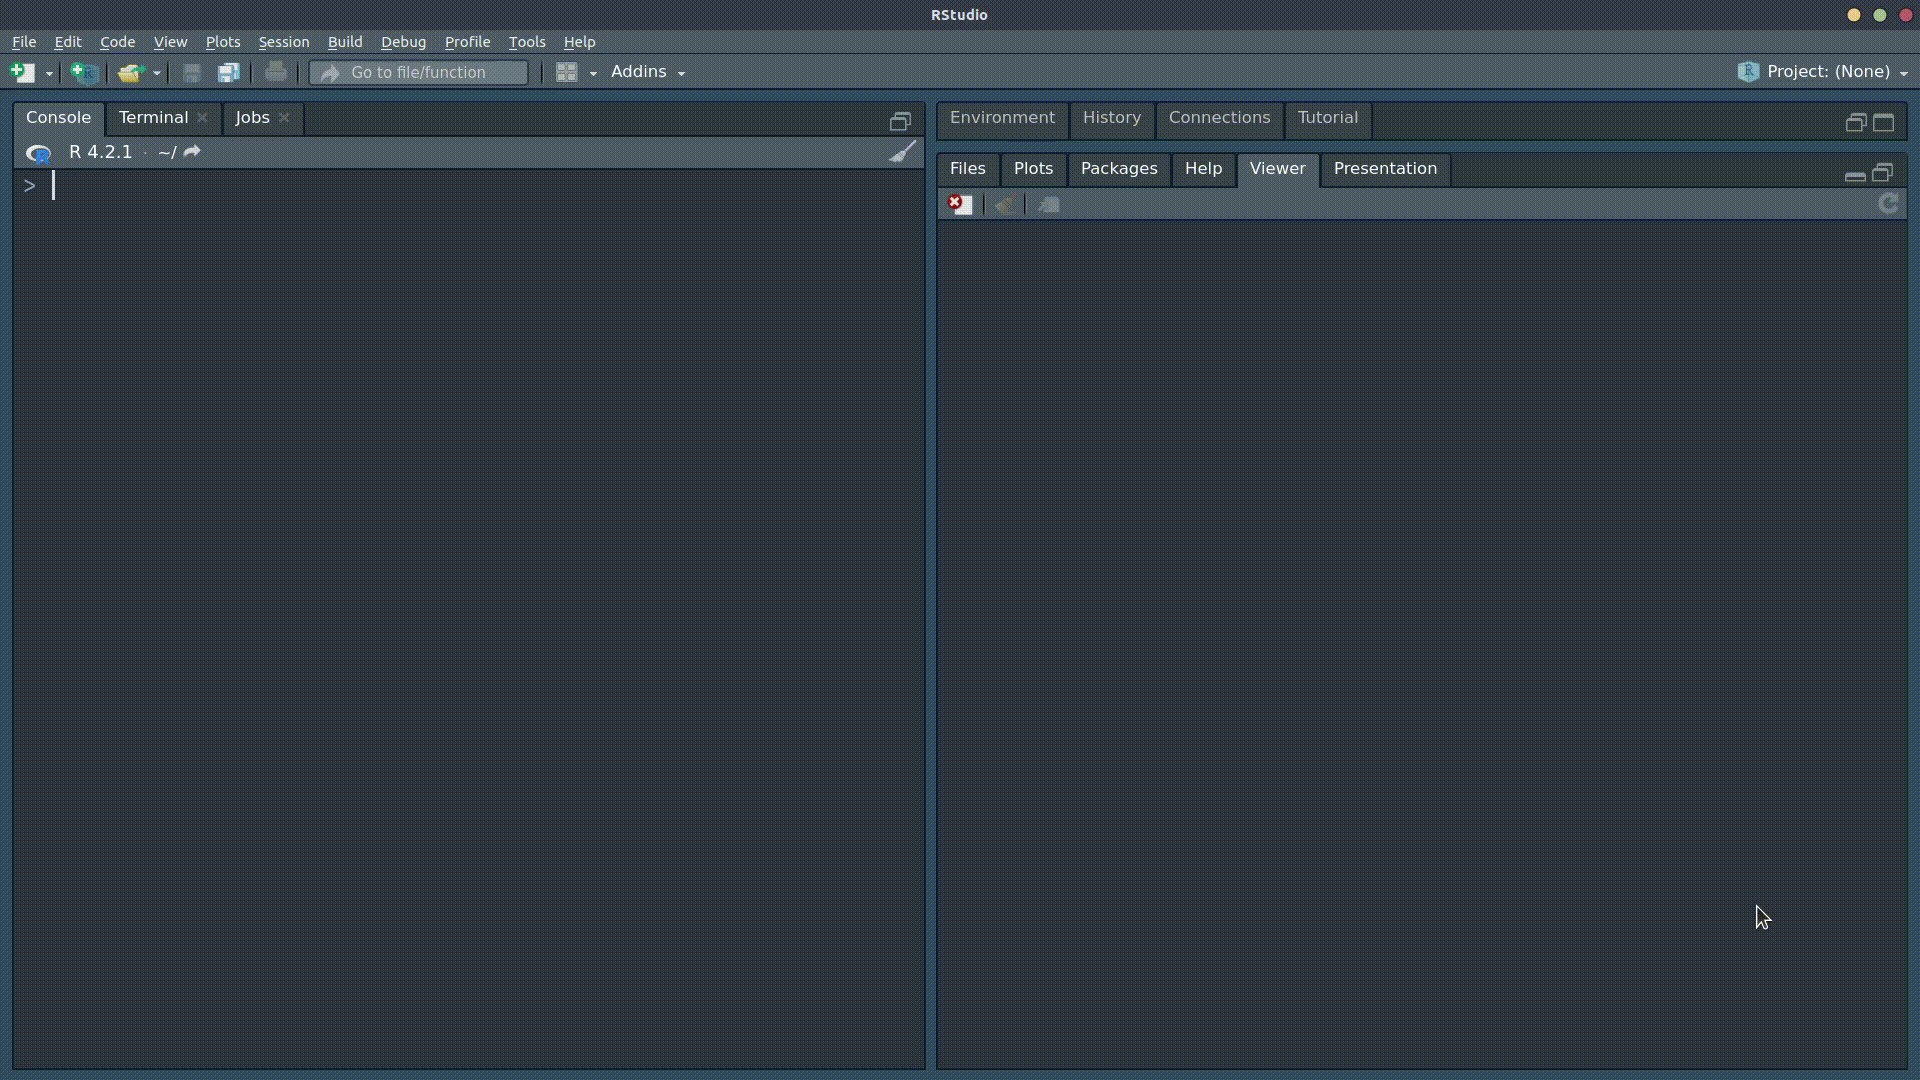 RStudio
File Edit Code View Plots Session Build Debug Profile Tools Help
Go to file/function Addins Project: (None)
Console Terminal Jobs
R 4.2.1 · ~/
>
Environment History Connections Tutorial
Files Plots Packages Help Viewer Presentation